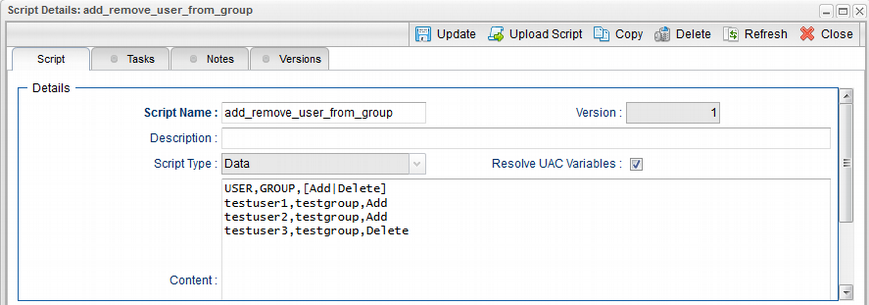 Script Details: add_remove_user_from_group
Update Upload Script Copy Delete Refresh Close
Script Tasks Notes Versions
Details
Script Name : add_remove_user_from_group Version : 1
Description :
Script Type : Data Resolve UAC Variables :
USER,GROUP,[Add|Delete]
testuser1,testgroup,Add
testuser2,testgroup,Add
testuser3,testgroup,Delete
Content :